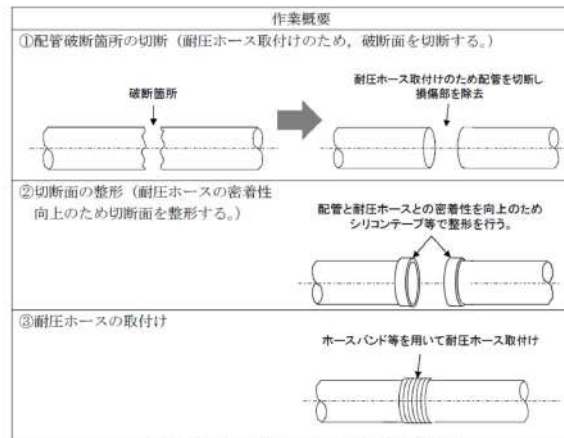 作業概要
①配管破断箇所の切断（耐圧ホース取付けのため，破断面を切断する。）
破断箇所
耐圧ホース取付けのため配管を切断し
損傷部を除去
②切断面の整形（耐圧ホースの密着性
向上のため切断面を整形する。）
配管と耐圧ホースとの密着性を向上のため
シリコンテープ等で整形を行う。
③耐圧ホースの取付け
ホースバンド等を用いて耐圧ホース取付け